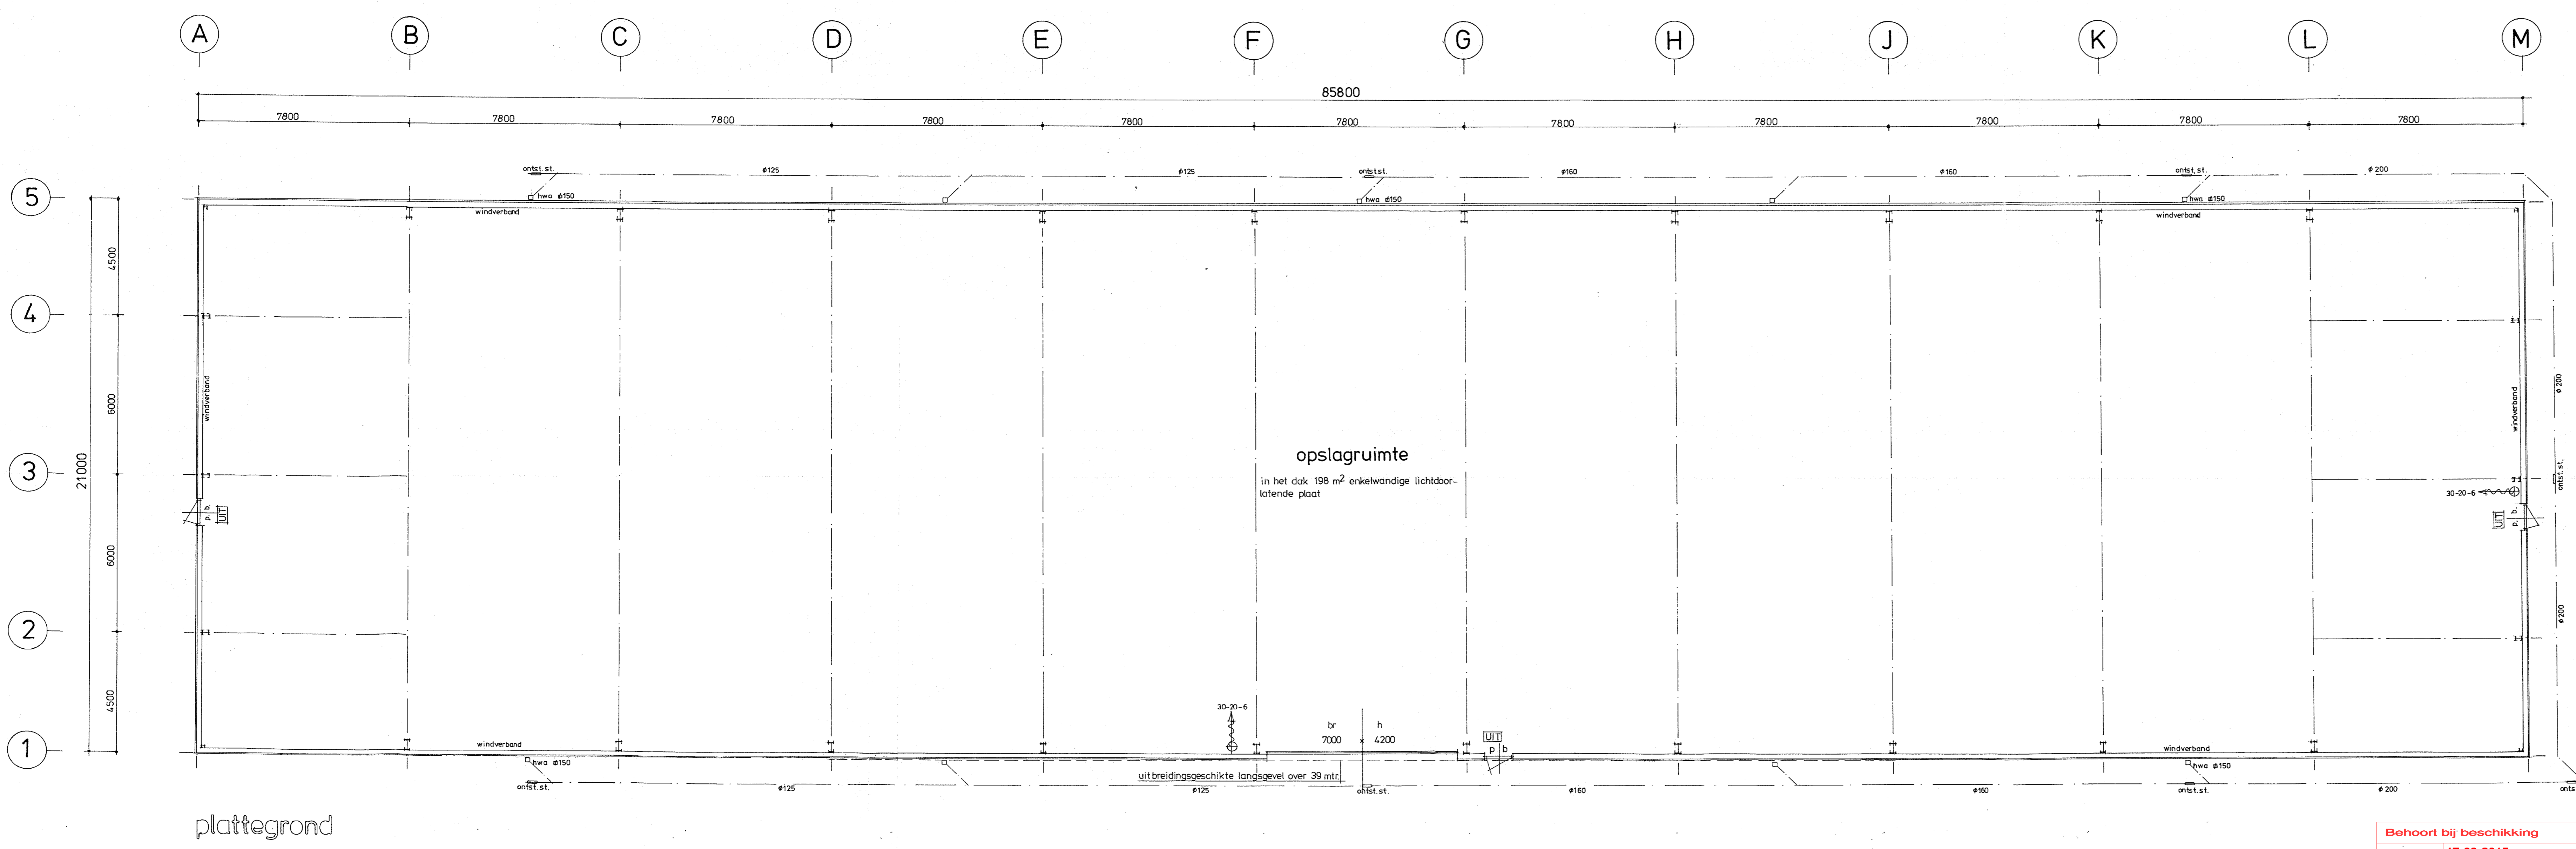 A B C D E F G H J K L M
85800
7800 7800 7800 7800 7800 7800 7800 7800 7800 7800 7800
ontst.st. ø125 ø125 ontst.st. ø160 ø160 ontst.st. ø200
5
hwa ø150 hwa ø150 hwa ø150
windverband windverband
4500
4
windverband
windverband
ø200
6000
opslagruimte
3
21000
in het dak 198 m² enkelwandige lichtdoor-
latende plaat
ontst.st.
30-20-6
p. b.
UIT
UIT
p. b.
6000
ø200
2
4500
30-20-6
br h
7000 x 4200
UIT
p b
1
windverband windverband
hwa ø150 hwa ø150
uitbreidingsgeschikte langsgevel over 39 mtr.
ontst.st. ø125 ø125 ontst.st. ø160 ø160 ontst.st. ø200
plattegrond
Behoort bij beschikking